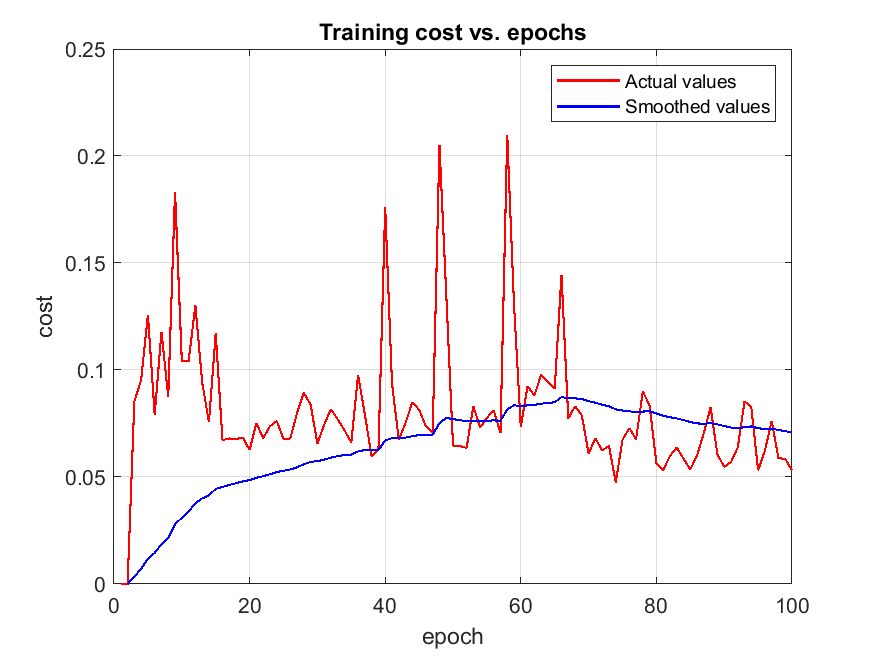 Training cost vs. epochs
Actual values
Smoothed values
0.25
0.2
0.15
0.1
0.05
0
cost
0 20 40 60 80 100
epoch